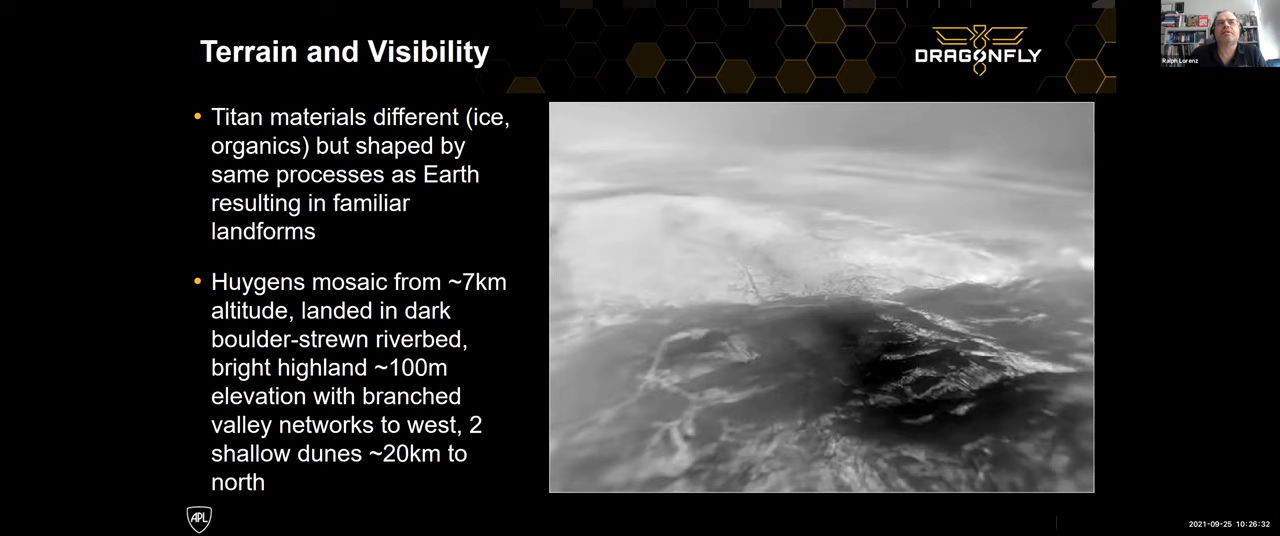 Terrain and Visibility
DRAGONFLY
Ralph Lorenz
• Titan materials different (ice,
organics) but shaped by
same processes as Earth
resulting in familiar
landforms
• Huygens mosaic from ~7km
altitude, landed in dark
boulder-strewn riverbed,
bright highland ~100m
elevation with branched
valley networks to west, 2
shallow dunes ~20km to
north
APL
2021-09-25 10:26:32